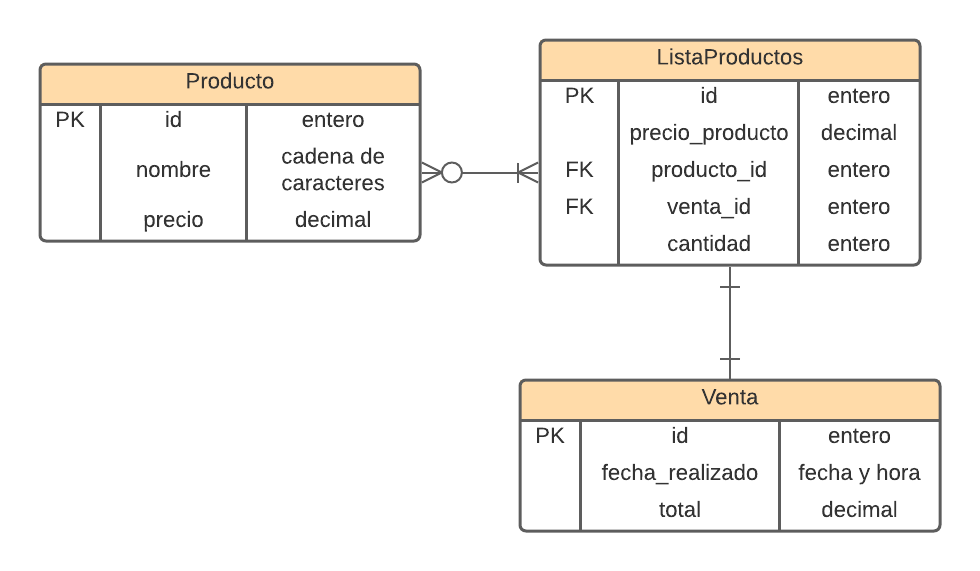 Producto
PK id entero
nombre cadena de
caracteres
precio decimal
ListaProductos
PK id entero
precio_producto decimal
FK producto_id entero
FK venta_id entero
cantidad entero
Venta
PK id entero
fecha_realizado fecha y hora
total decimal